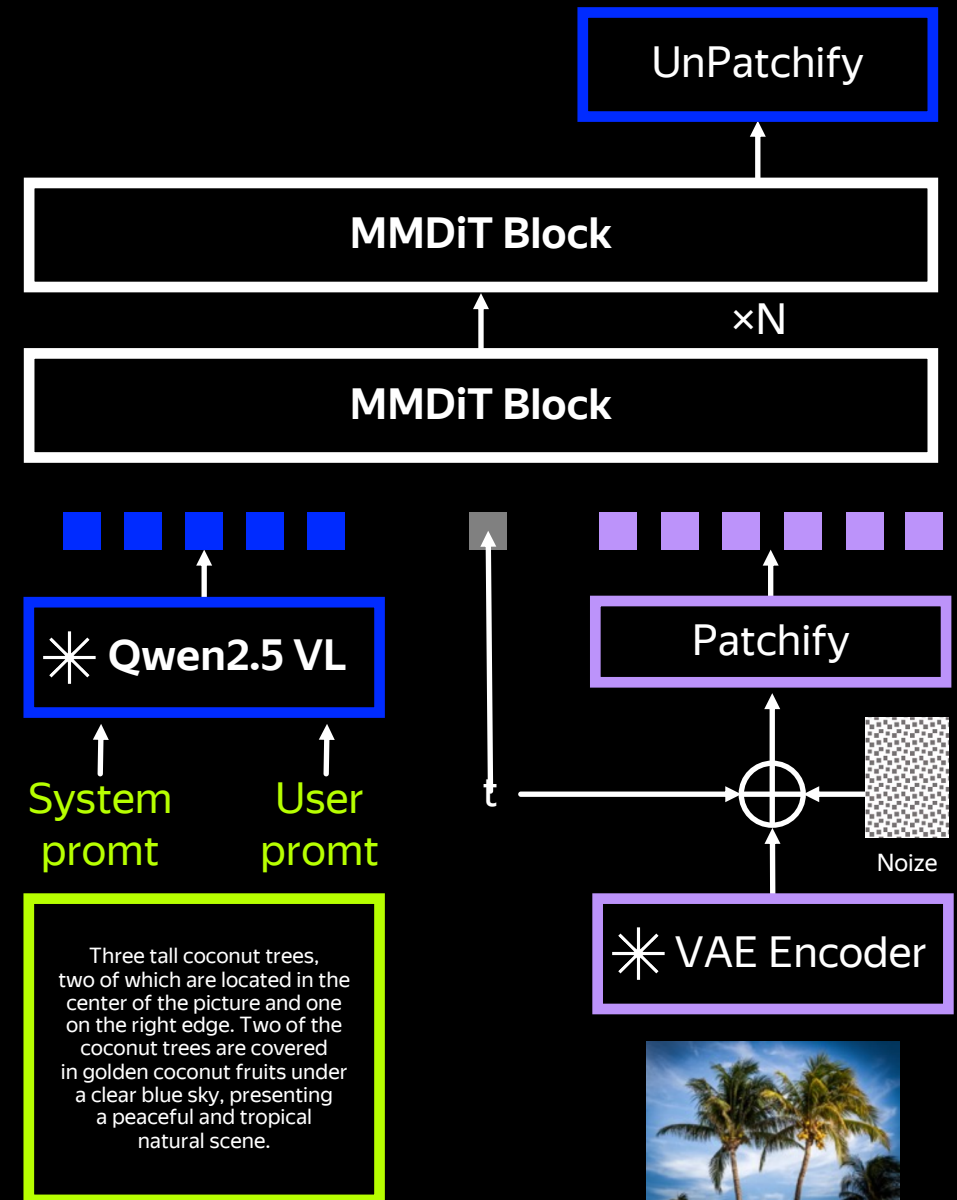 UnPatchify
MMDiT Block
×N
MMDiT Block
Qwen2.5 VL
Patchify
System
promt
User
promt
t
Noize
VAE Encoder
Three tall coconut trees,
two of which are located in the
center of the picture and one
on the right edge. Two of the
coconut trees are covered
in golden coconut fruits under
a clear blue sky, presenting
a peaceful and tropical
natural scene.